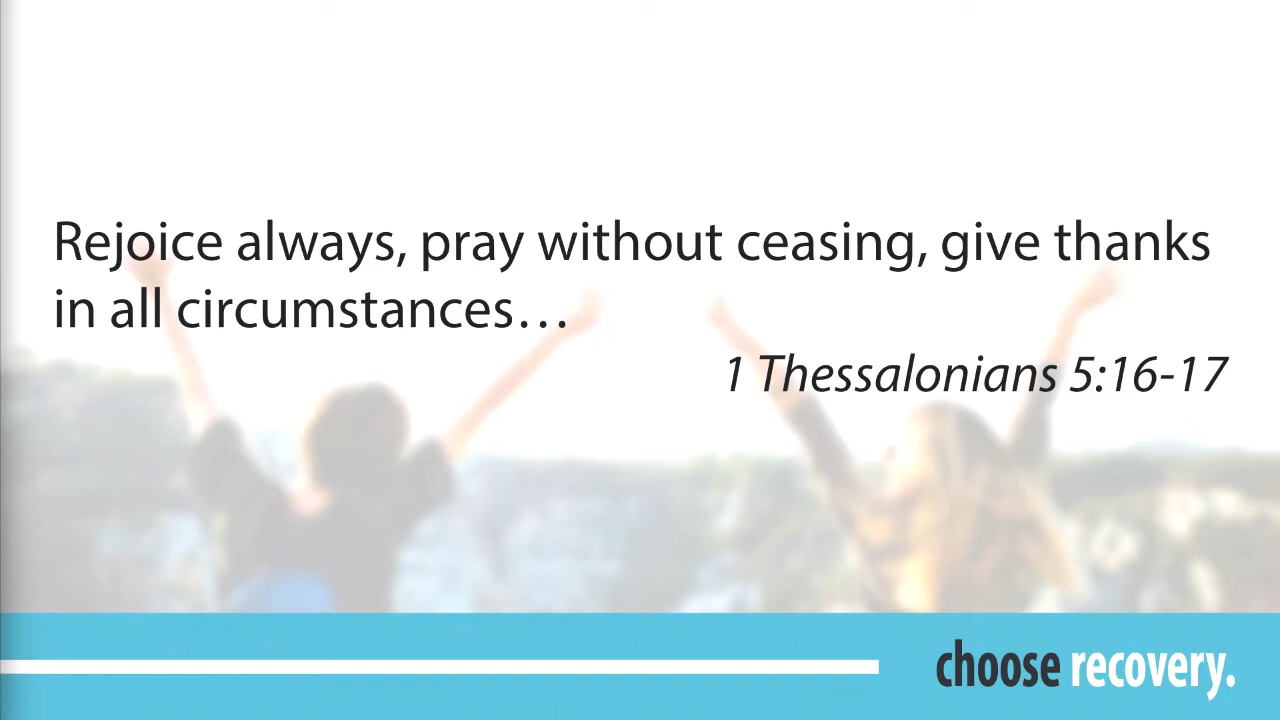 Rejoice always, pray without ceasing, give thanks
in all circumstances…
1 Thessalonians 5:16-17
choose recovery.